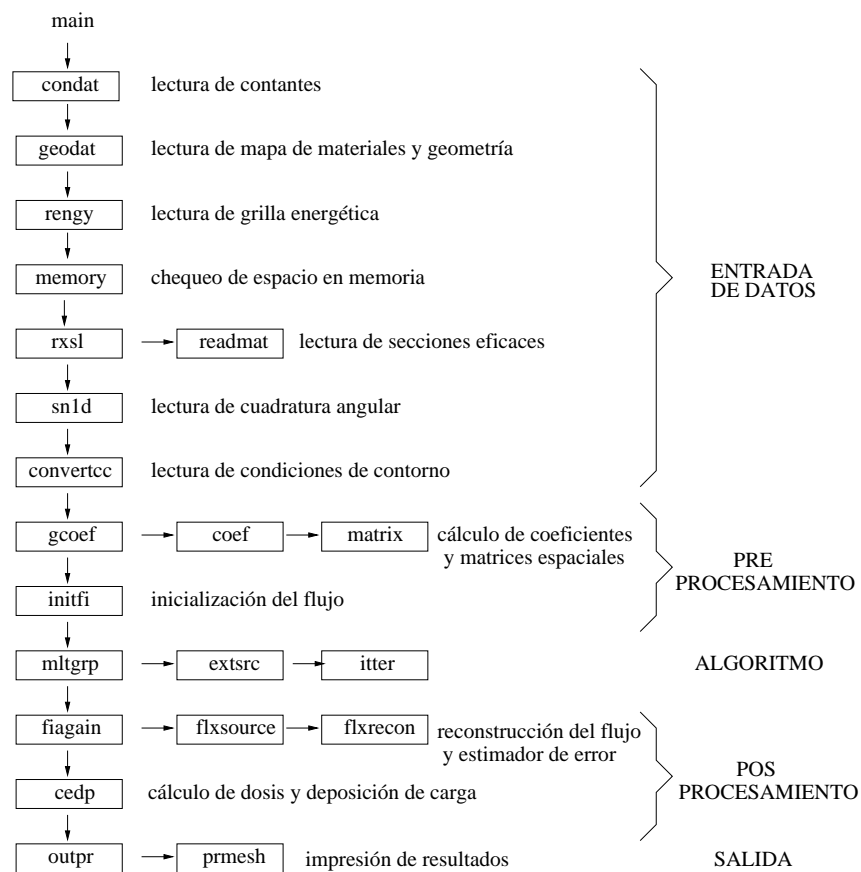 main
condat lectura de contantes
geodat lectura de mapa de materiales y geometría
rengy lectura de grilla energética
memory chequeo de espacio en memoria
ENTRADA
DE DATOS
rxsl readmat lectura de secciones eficaces
sn1d lectura de cuadratura angular
convertcc lectura de condiciones de contorno
gcoef coef matrix cálculo de coeficientes
y matrices espaciales
PRE
PROCESAMIENTO
initfi inicialización del flujo
mltgrp extsrc itter ALGORITMO
fiagain flxsource flxrecon reconstrucción del flujo
y estimador de error
POS
PROCESAMIENTO
cedp cálculo de dosis y deposición de carga
outpr prmesh impresión de resultados SALIDA